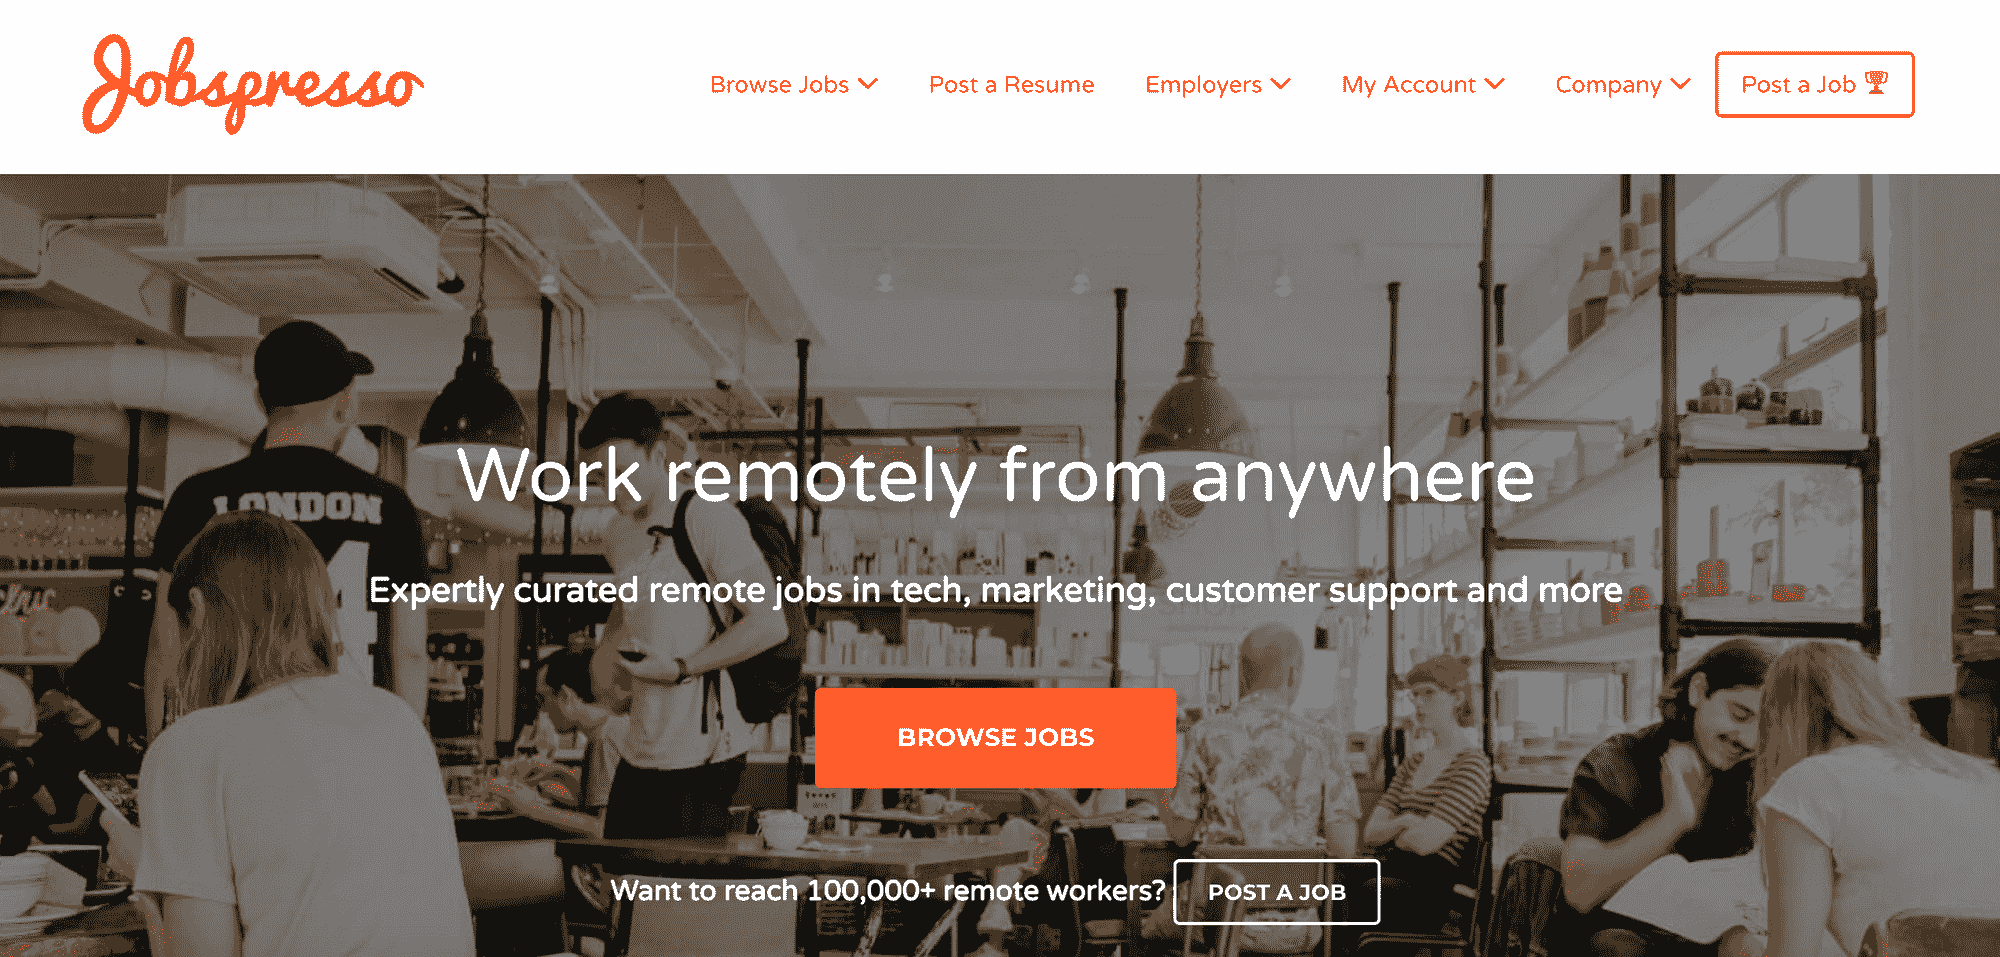 Jobspresso
Browse Jobs Post a Resume Employers My Account Company Post a Job
LONDON
Work remotely from anywhere
Expertly curated remote jobs in tech, marketing, customer support and more
BROWSE JOBS
Want to reach 100,000+ remote workers? POST A JOB